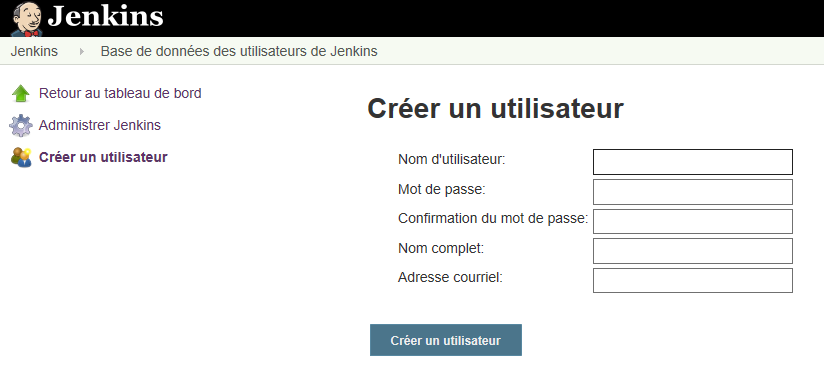 Jenkins
Jenkins Base de données des utilisateurs de Jenkins
Retour au tableau de bord
Administrer Jenkins
Créer un utilisateur
Créer un utilisateur
Nom d'utilisateur:
Mot de passe:
Confirmation du mot de passe:
Nom complet:
Adresse courriel:
Créer un utilisateur